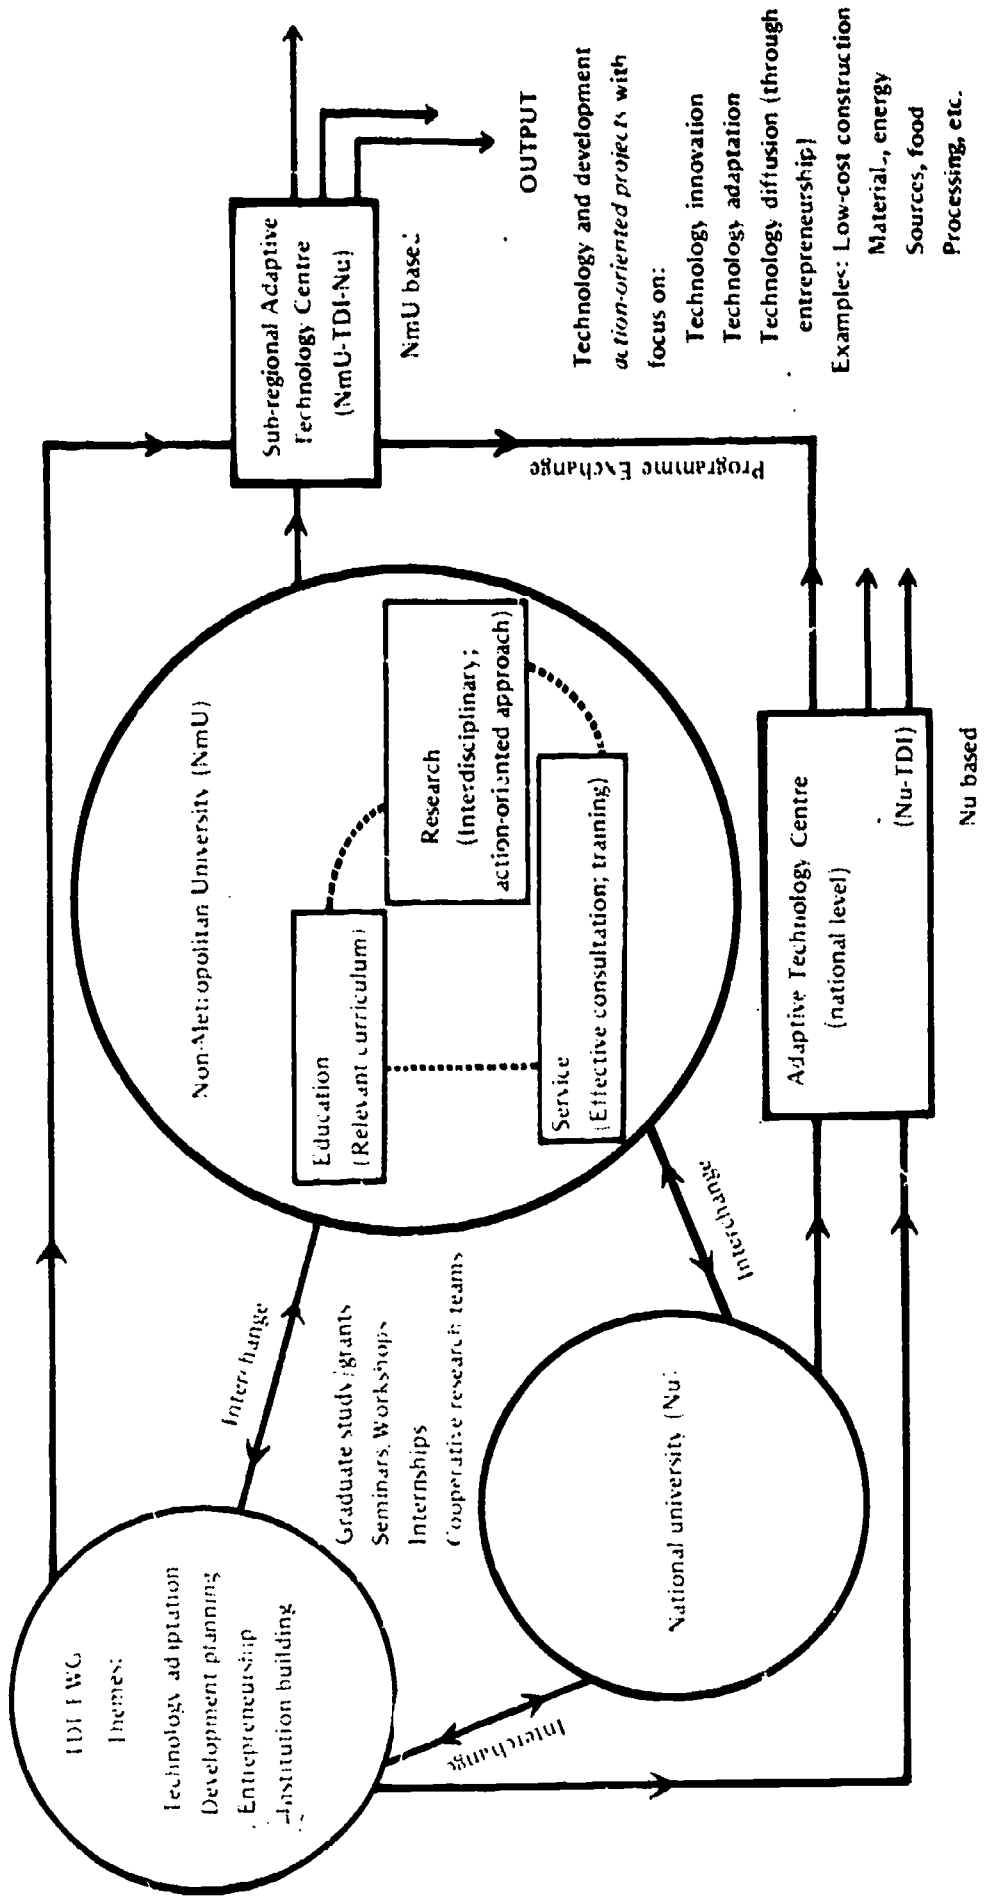 Themes:
Technology adaptation
Development planning
Entrepreneurship
Institution building
Interchange
Graduate study grants
Seminars, Workshops
Internships
Cooperative research teams
Interchange
National university (Nu)
Interchange
Non-Metropolitan University (NmU)
Education
(Relevant curriculum)
Research
(Interdisciplinary;
action-oriented approach)
Service
(Effective consultation; training)
Sub-regional Adaptive
Technology Centre
(NmU-TDI-Nu)
NmU based
Programme Exchange
Adaptive Technology Centre
(national level)
(Nu-TDI)
Nu based
OUTPUT
Technology and development
action-oriented projects with
focus on:
Technology innovation
Technology adaptation
Technology diffusion (through
entrepreneurship)
Examples: Low-cost construction
Material, energy
Sources, food
Processing, etc.